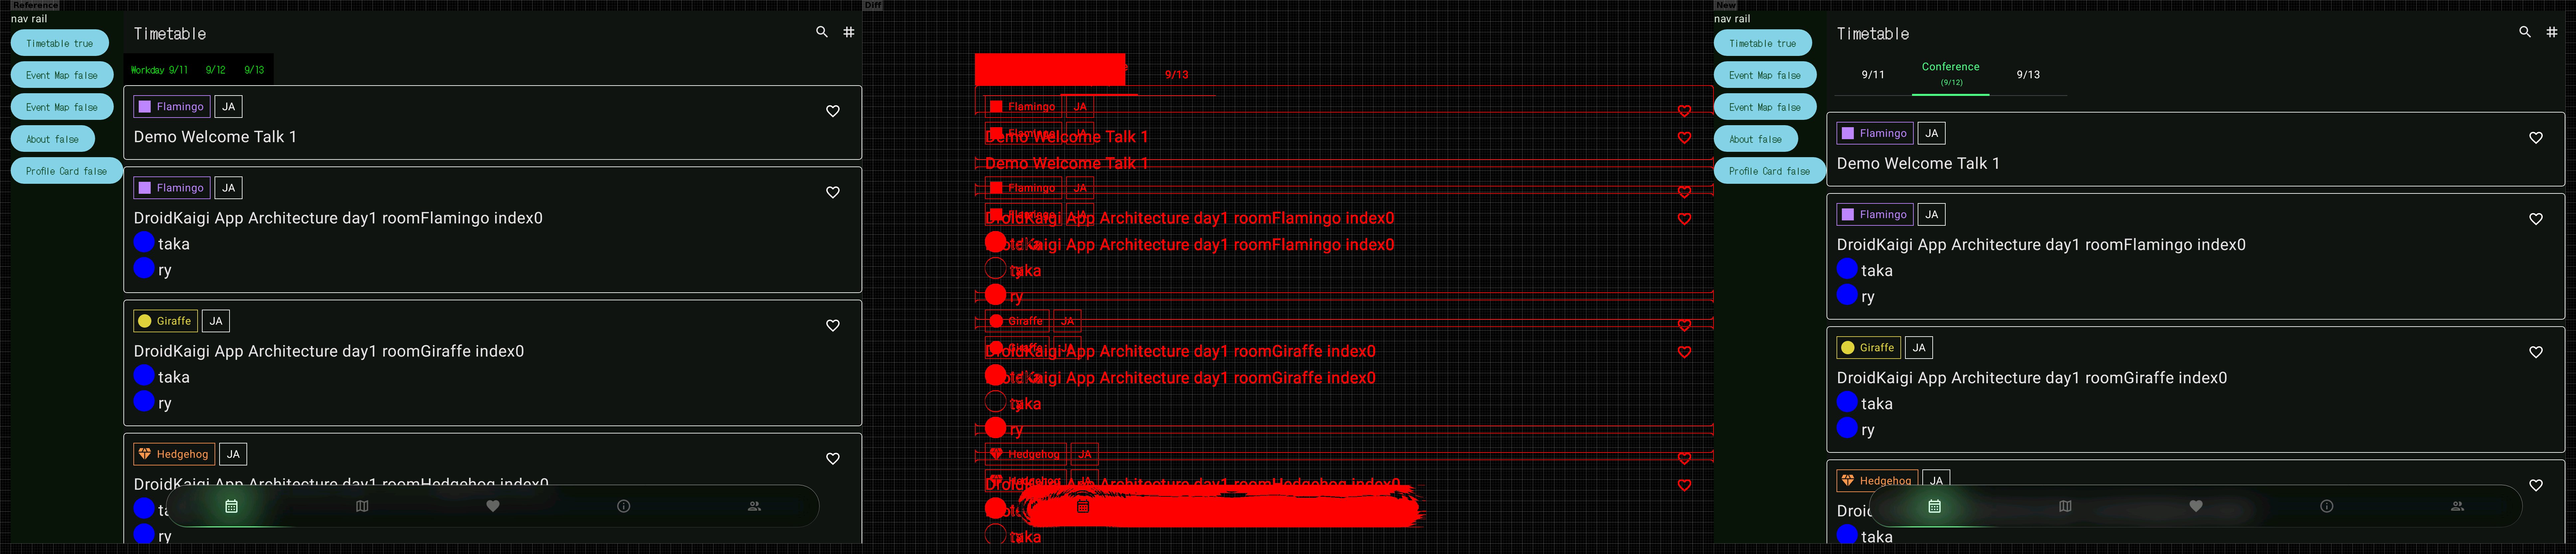 Reference
nav rail
Timetable true
Event Map false
Event Map false
About false
Profile Card false
Timetable
Workday 9/11 9/12 9/13
Flamingo JA
Demo Welcome Talk 1
Flamingo JA
DroidKaigi App Architecture day1 roomFlamingo index0
taka
ry
Giraffe JA
DroidKaigi App Architecture day1 roomGiraffe index0
taka
ry
Hedgehog JA
DroidKaigi App Architecture day1 roomHedgehog index0
ry
Diff
9/13
Flamingo JA
Demo Welcome Talk 1
Demo Welcome Talk 1
Flamingo JA
DroidKaigi App Architecture day1 roomFlamingo index0
DroidKaigi App Architecture day1 roomFlamingo index0
taka
ry
Giraffe JA
DroidKaigi App Architecture day1 roomGiraffe index0
DroidKaigi App Architecture day1 roomGiraffe index0
taka
ry
Hedgehog JA
DroidKaigi App Architecture day1 roomHedgehog index0
taka
New
nav rail
Timetable true
Event Map false
Event Map false
About false
Profile Card false
Timetable
9/11
Conference
(9/12)
9/13
Flamingo JA
Demo Welcome Talk 1
Flamingo JA
DroidKaigi App Architecture day1 roomFlamingo index0
taka
ry
Giraffe JA
DroidKaigi App Architecture day1 roomGiraffe index0
taka
ry
Hedgehog JA
taka